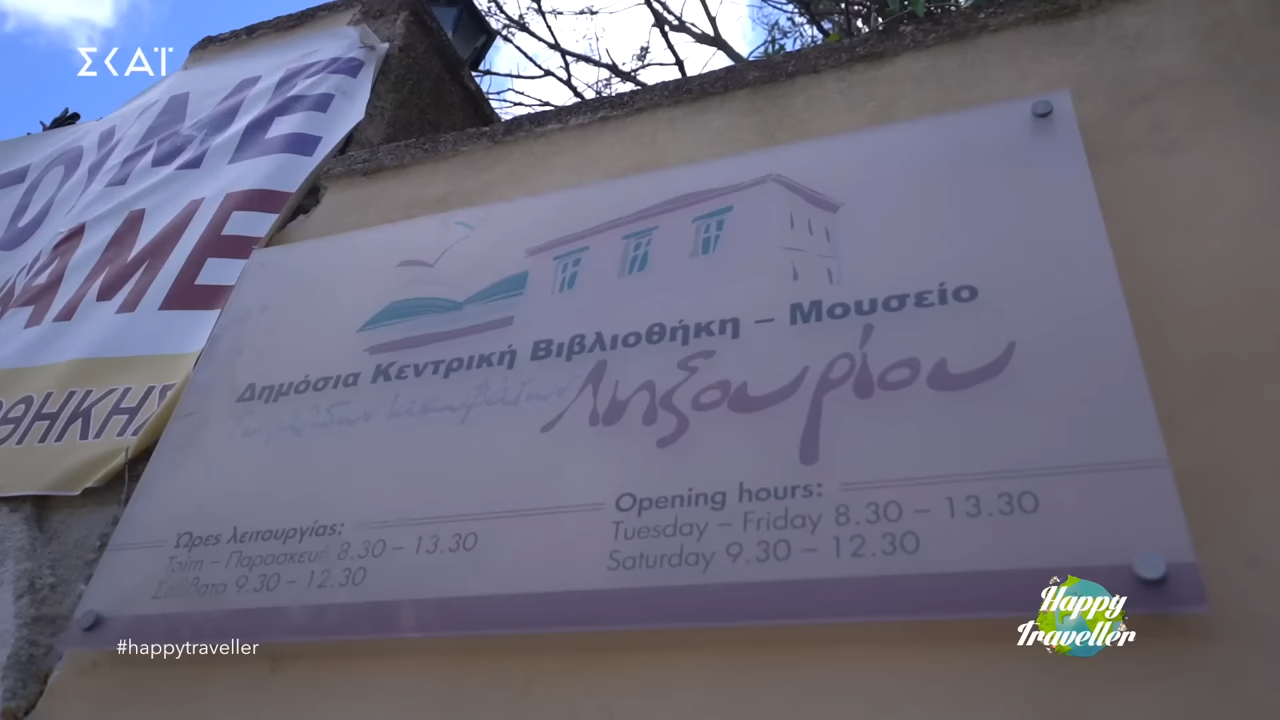 ΣΚΑΪ
ΤΟΥΜΕ
ΑΜΕ
ΘΗΚΗΣ
Δημόσια Κεντρική Βιβλιοθήκη – Μουσείο
Ληξουρίου
Ώρες λειτουργίας:
Τρίτη – Παρασκευή 8.30 – 13.30
Σάββατο 9.30 – 12.30
Opening hours:
Tuesday – Friday 8.30 – 13.30
Saturday 9.30 – 12.30
#happytraveller
Happy
Traveller